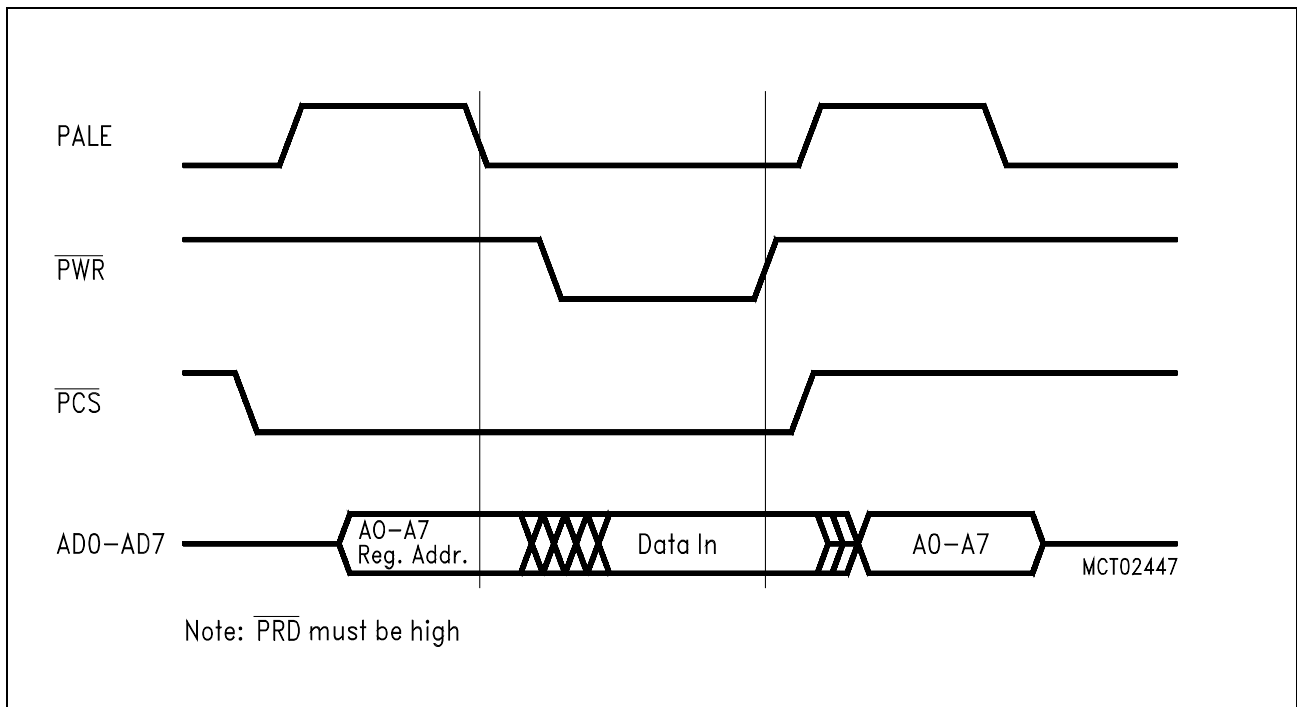 PALE
PWR
PCS
AD0-AD7
A0-A7
Reg. Addr.
Data In
A0-A7
MCT02447
Note: PRD must be high